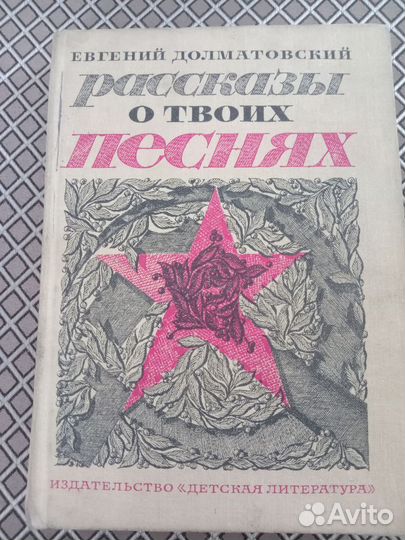 ЕВГЕНИЙ ДОЛМАТОВСКИЙ
рассказы
О ТВОИХ
песнях
ИЗДАТЕЛЬСТВО «ДЕТСКАЯ ЛИТЕРАТУРА»
Avito